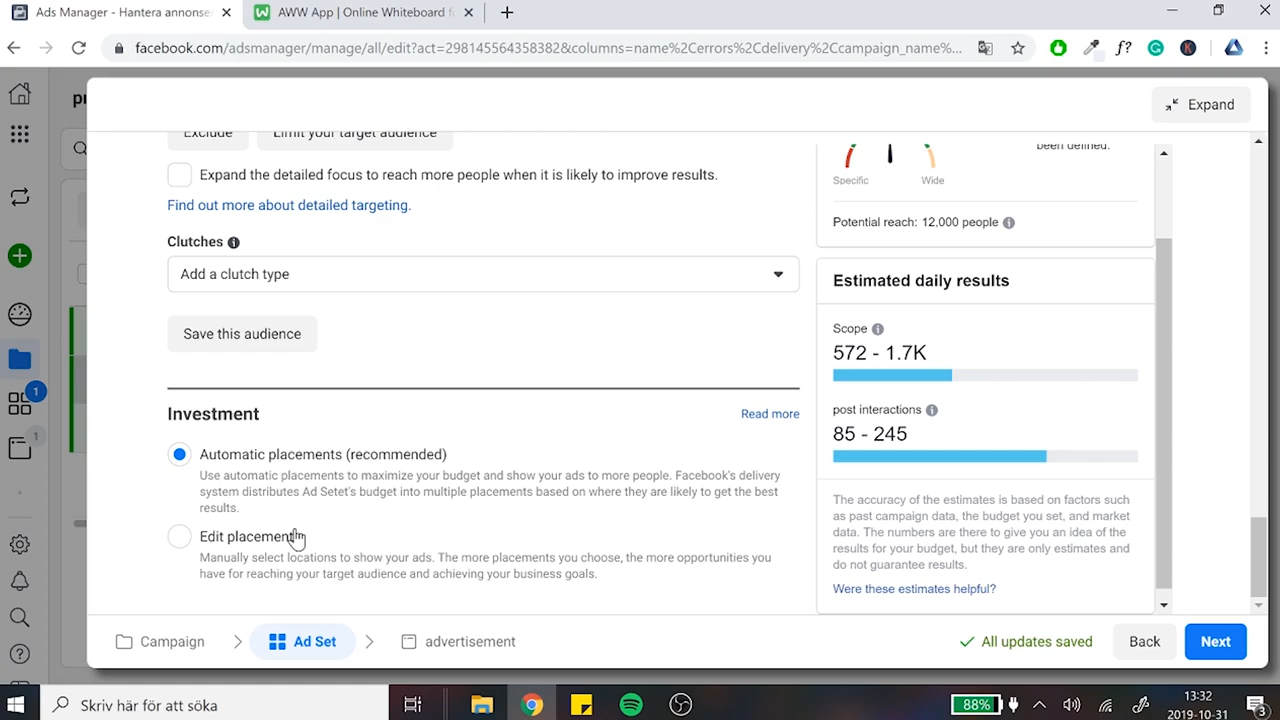 Ads Manager - Hantera annonser
AWW App | Online Whiteboard fo
facebook.com/adsmanager/manage/all/edit?act=298145564358382&columns=name%2Cerrors%2Cdelivery%2Ccampaign_name%...
f?
K
Expand
Exclude
Limit your target audience
been defined.
Expand the detailed focus to reach more people when it is likely to improve results.
Specific
Wide
Find out more about detailed targeting.
Potential reach: 12,000 people
Clutches
Add a clutch type
Save this audience
Estimated daily results
Scope
572 - 1.7K
post interactions
85 - 245
Investment
Read more
Automatic placements (recommended)
Use automatic placements to maximize your budget and show your ads to more people. Facebook's delivery
system distributes Ad Setet's budget into multiple placements based on where they are likely to get the best
results.
Edit placement
Manually select locations to show your ads. The more placements you choose, the more opportunities you
have for reaching your target audience and achieving your business goals.
The accuracy of the estimates is based on factors such
as past campaign data, the budget you set, and market
data. The numbers are there to give you an idea of the
results for your budget, but they are only estimates and
do not guarantee results.
Were these estimates helpful?
1
1
Campaign
Ad Set
advertisement
All updates saved
Back
Next
Skriv här för att söka
88%
13:32
2019-10-31
3